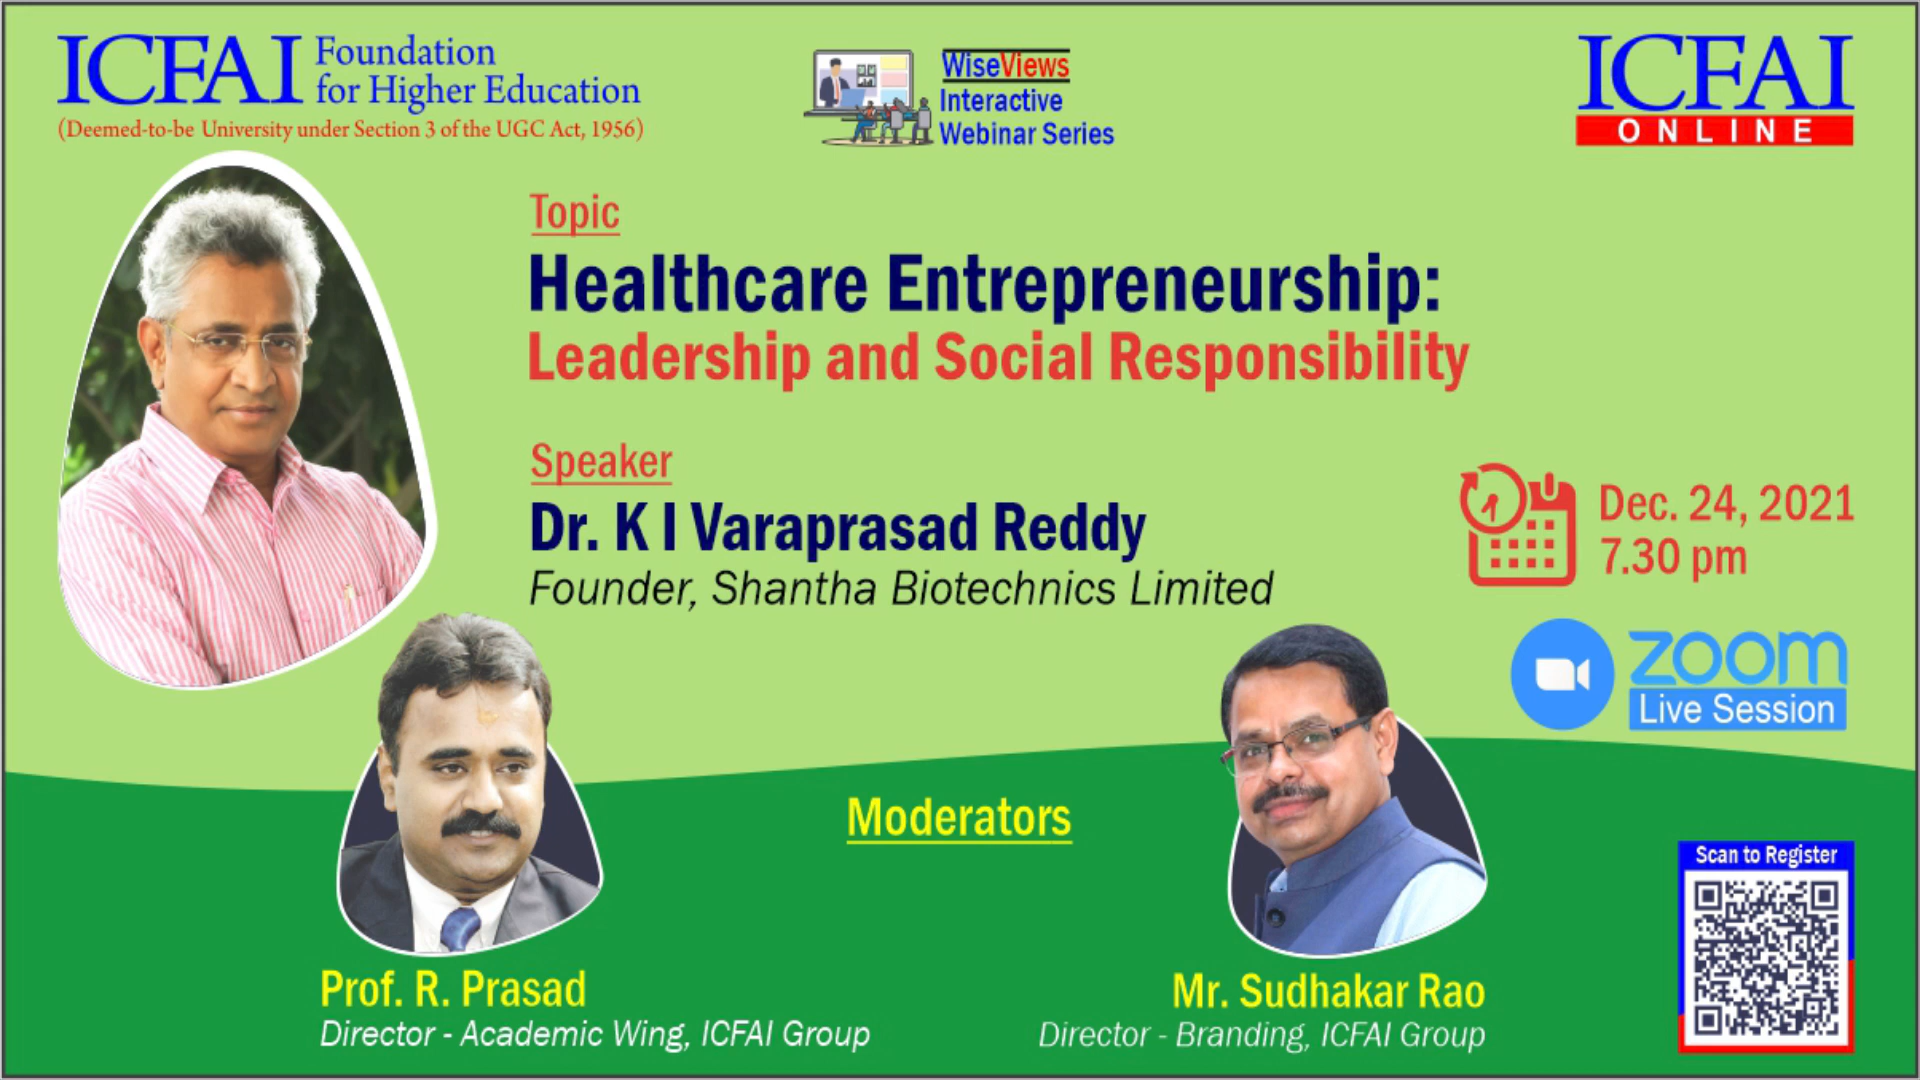 ICFAI Foundation
for Higher Education
(Deemed-to-be University under Section 3 of the UGC Act, 1956)
WiseViews
Interactive
Webinar Series
ICFAI
ONLINE
Topic
Healthcare Entrepreneurship:
Leadership and Social Responsibility
Speaker
Dr. K I Varaprasad Reddy
Founder, Shantha Biotechnics Limited
Dec. 24, 2021
7.30 pm
zoom
Live Session
Moderators
Prof. R. Prasad
Director - Academic Wing, ICFAI Group
Mr. Sudhakar Rao
Director - Branding, ICFAI Group
Scan to Register